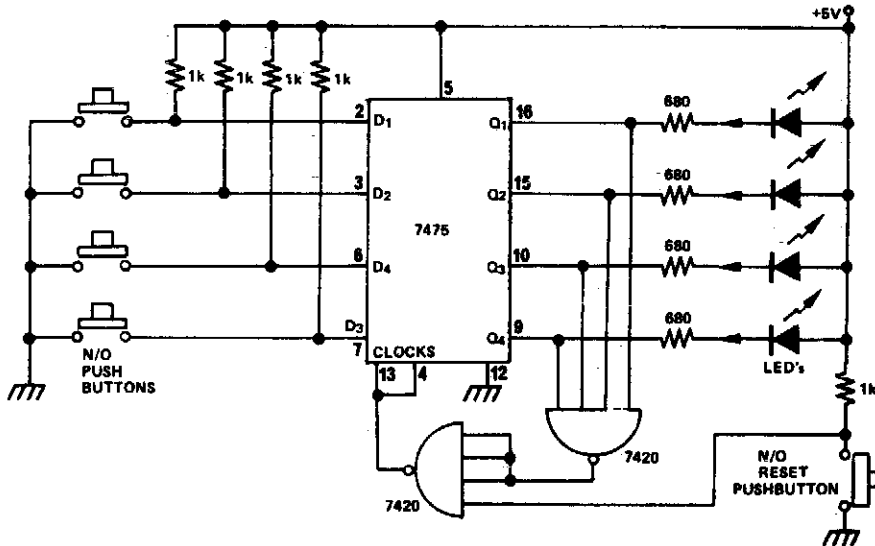 +5V
1k
1k
1k
1k
5
680
2
D1
Q1
16
680
3
D2
Q2
15
7475
680
6
D4
Q3
10
680
D3
7
Q4
9
CLOCKS
13
4
12
N/O
PUSH
BUTTONS
LED's
1k
7420
7420
N/O
RESET
PUSHBUTTON